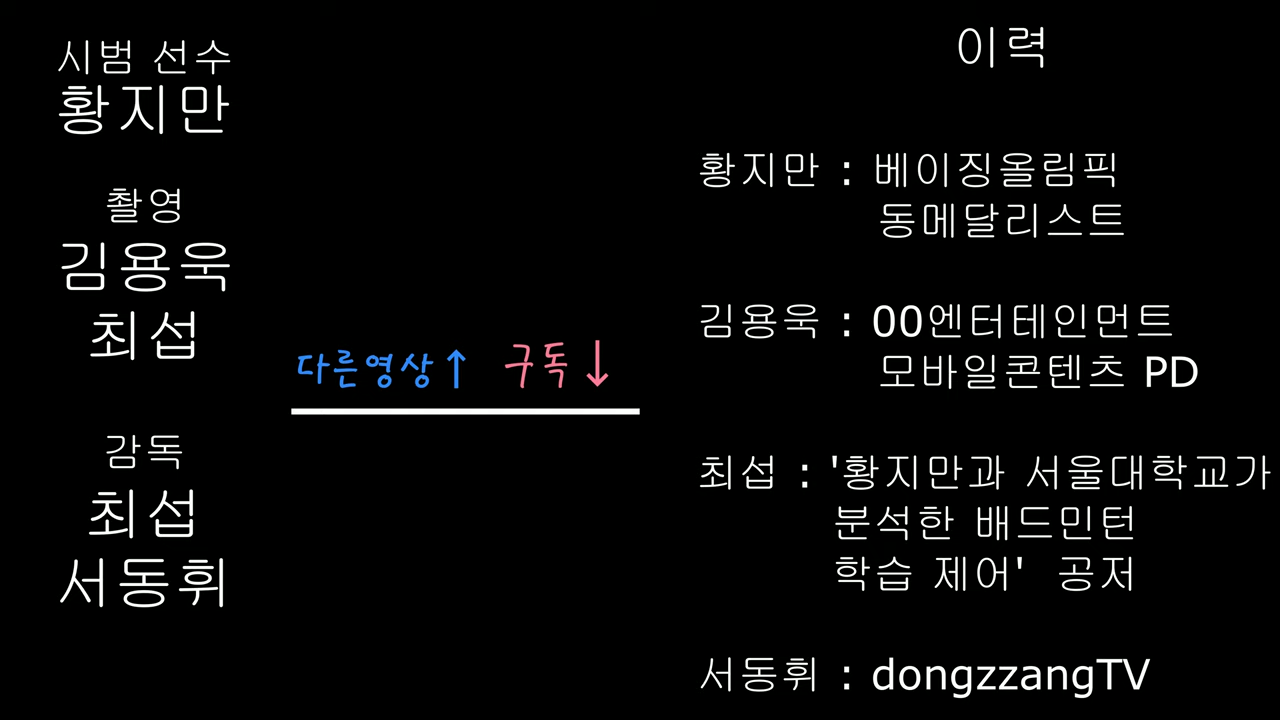 시범 선수
황지만
촬영
김용욱
최섭
감독
최섭
서동휘
다른영상↑ 구독↓
이력
황지만 : 베이징올림픽
동메달리스트
김용욱 : 00엔터테인먼트
모바일콘텐츠 PD
최섭 : '황지만과 서울대학교가
분석한 배드민턴
학습 제어' 공저
서동휘 : dongzzangTV